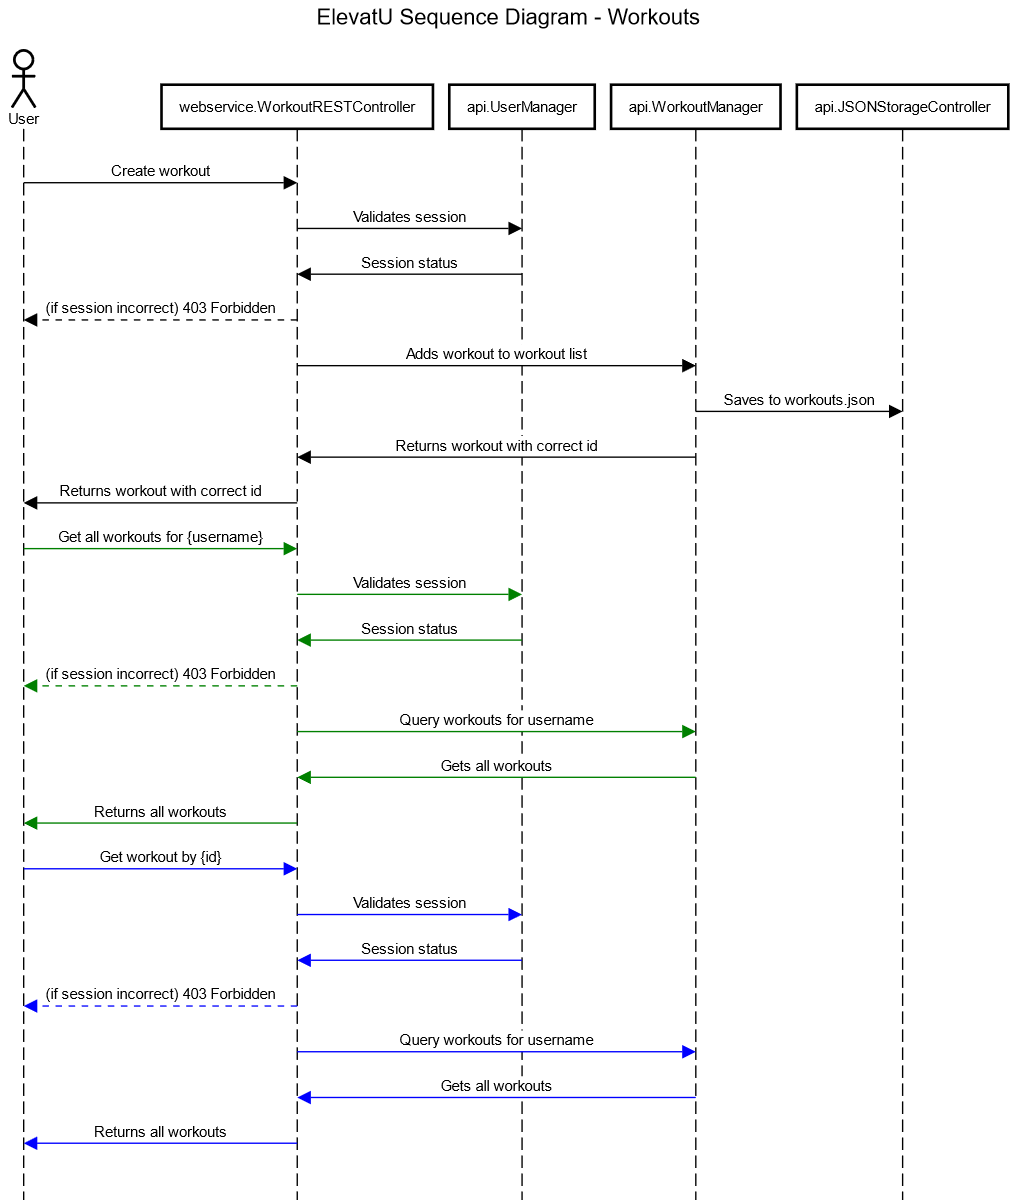 ElevatU Sequence Diagram - Workouts
User
webservice.WorkoutRESTController
api.UserManager
api.WorkoutManager
api.JSONStorageController
Create workout
Validates session
Session status
(if session incorrect) 403 Forbidden
Adds workout to workout list
Saves to workouts.json
Returns workout with correct id
Returns workout with correct id
Get all workouts for {username}
Validates session
Session status
(if session incorrect) 403 Forbidden
Query workouts for username
Gets all workouts
Returns all workouts
Get workout by {id}
Validates session
Session status
(if session incorrect) 403 Forbidden
Query workouts for username
Gets all workouts
Returns all workouts